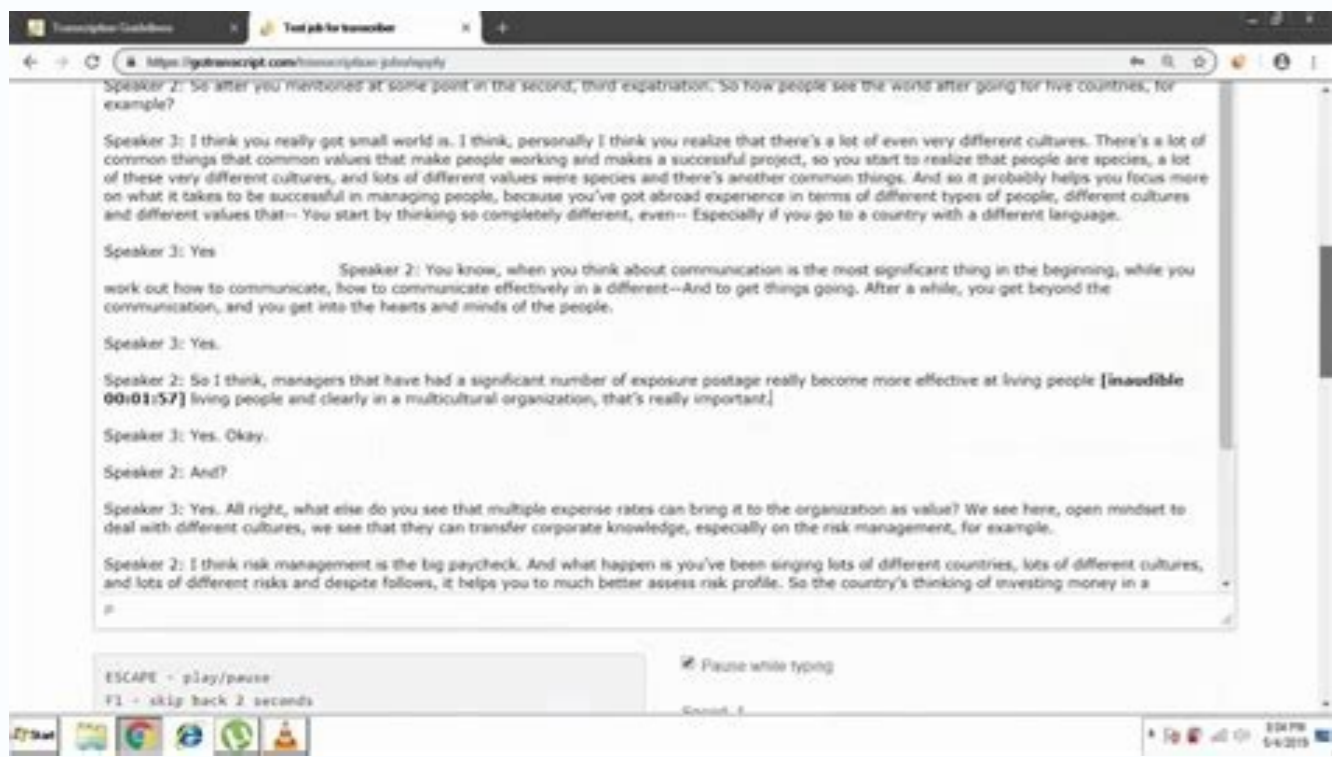 Transcription Guidelines
Test job for transcriber
https://gotranscript.com/transcription-jobs/apply
Speaker 2: So after you mentioned at some point in the second, third expatriation. So how people see the world after going for five countries, for
example?
Speaker 3: I think you really got small world is. I think, personally I think you realize that there's a lot of even very different cultures. There's a lot of
common things that common values that make people working and makes a successful project, so you start to realize that people are species, a lot
of these very different cultures, and lots of different values were species and there's another common things. And so it probably helps you focus more
on what it takes to be successful in managing people, because you've got abroad experience in terms of different types of people, different cultures
and different values that-- You start by thinking so completely different, even-- Especially if you go to a country with a different language.
Speaker 3: Yes
Speaker 2: You know, when you think about communication is the most significant thing in the beginning, while you
work out how to communicate, how to communicate effectively in a different--And to get things going. After a while, you get beyond the
communication, and you get into the hearts and minds of the people.
Speaker 3: Yes.
Speaker 2: So I think, managers that have had a significant number of exposure postage really become more effective at living people [inaudible
00:01:57] living people and clearly in a multicultural organization, that's really important.
Speaker 3: Yes. Okay.
Speaker 2: And?
Speaker 3: Yes. All right, what else do you see that multiple expense rates can bring it to the organization as value? We see here, open mindset to
deal with different cultures, we see that they can transfer corporate knowledge, especially on the risk management, for example.
Speaker 2: I think risk management is the big paycheck. And what happen is you've been singing lots of different countries, lots of different cultures,
and lots of different risks and despite follows, it helps you to much better assess risk profile. So the country's thinking of investing money in a
p
ESCAPE - play/pause
F1 - skip back 2 seconds
Pause while typing
Speed: 1
Start
5:04 PM
5/4/2019